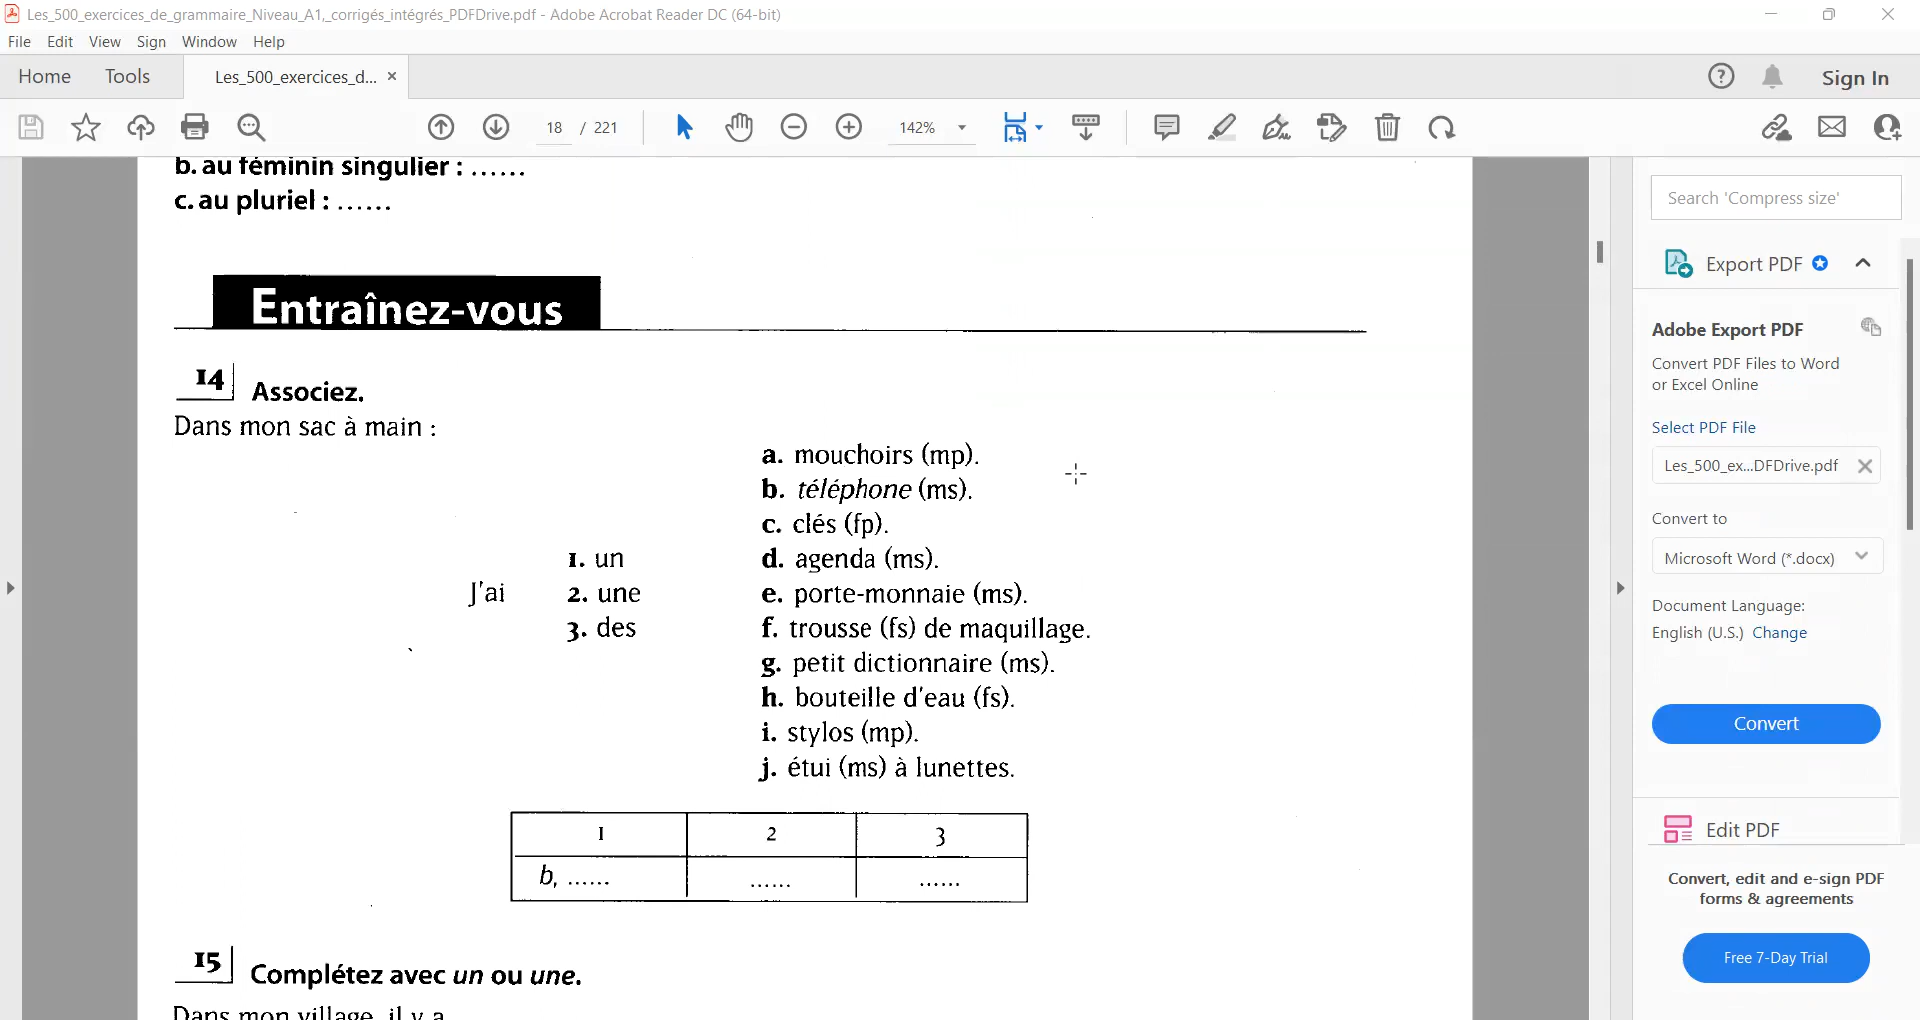 Les_500_exercices_de_grammaire_Niveau_A1,_corrigés_intégrés_PDFDrive.pdf - Adobe Acrobat Reader DC (64-bit)
File Edit View Sign Window Help
Home Tools Les_500_exercices_d... ×
Sign In
18 / 221
142%
b. au féminin singulier : ......
c. au pluriel : ......
Entraînez-vous
14 Associez.
Dans mon sac à main :
a. mouchoirs (mp).
b. téléphone (ms).
c. clés (fp).
1. un d. agenda (ms).
J'ai 2. une e. porte-monnaie (ms).
3. des f. trousse (fs) de maquillage.
g. petit dictionnaire (ms).
h. bouteille d'eau (fs).
i. stylos (mp).
j. étui (ms) à lunettes.
1 2 3
b, ...... ...... ......
15 Complétez avec un ou une.
Dans mon village, il y a
Search 'Compress size'
Export PDF
Adobe Export PDF
Convert PDF Files to Word
or Excel Online
Select PDF File
Les_500_ex...DFDrive.pdf
Convert to
Microsoft Word (*.docx)
Document Language:
English (U.S.) Change
Convert
Edit PDF
Convert, edit and e-sign PDF
forms & agreements
Free 7-Day Trial